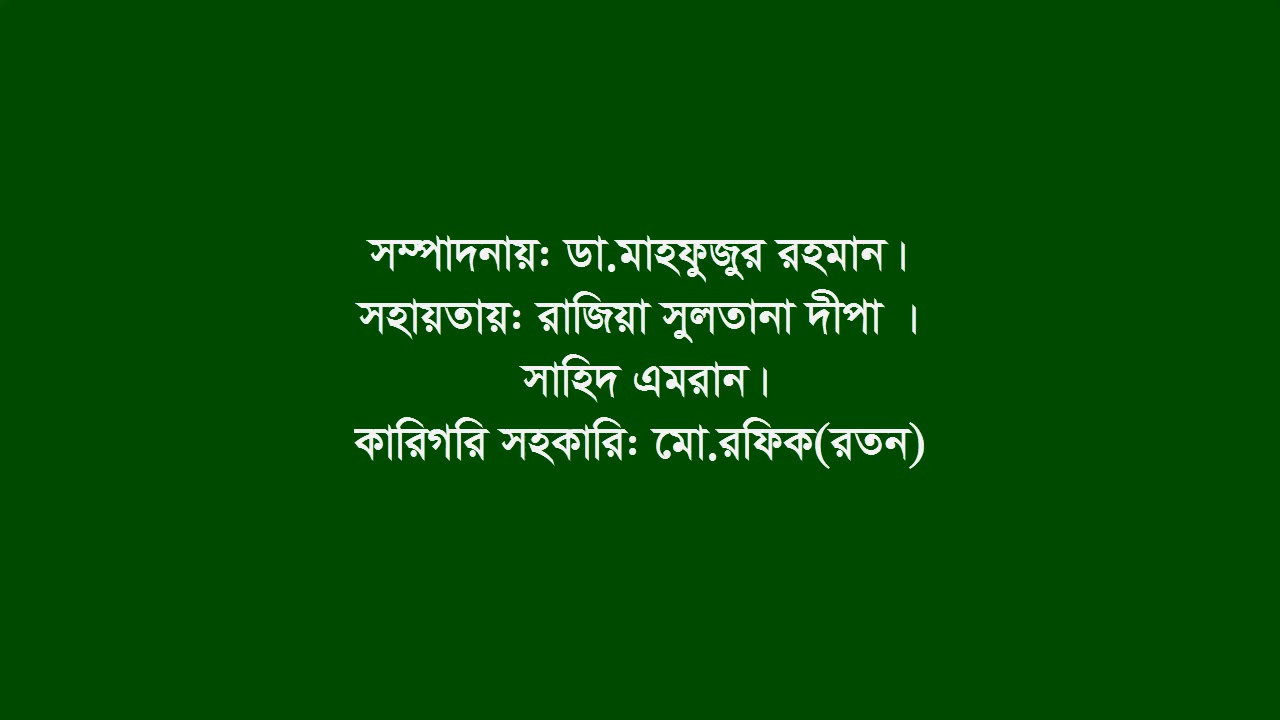 সম্পাদনায়ঃ ডা.মাহফুজুর রহমান।
সহায়তায়ঃ রাজিয়া সুলতানা দীপা ।
সাহিদ এমরান।
কারিগরি সহকারিঃ মো.রফিক(রতন)